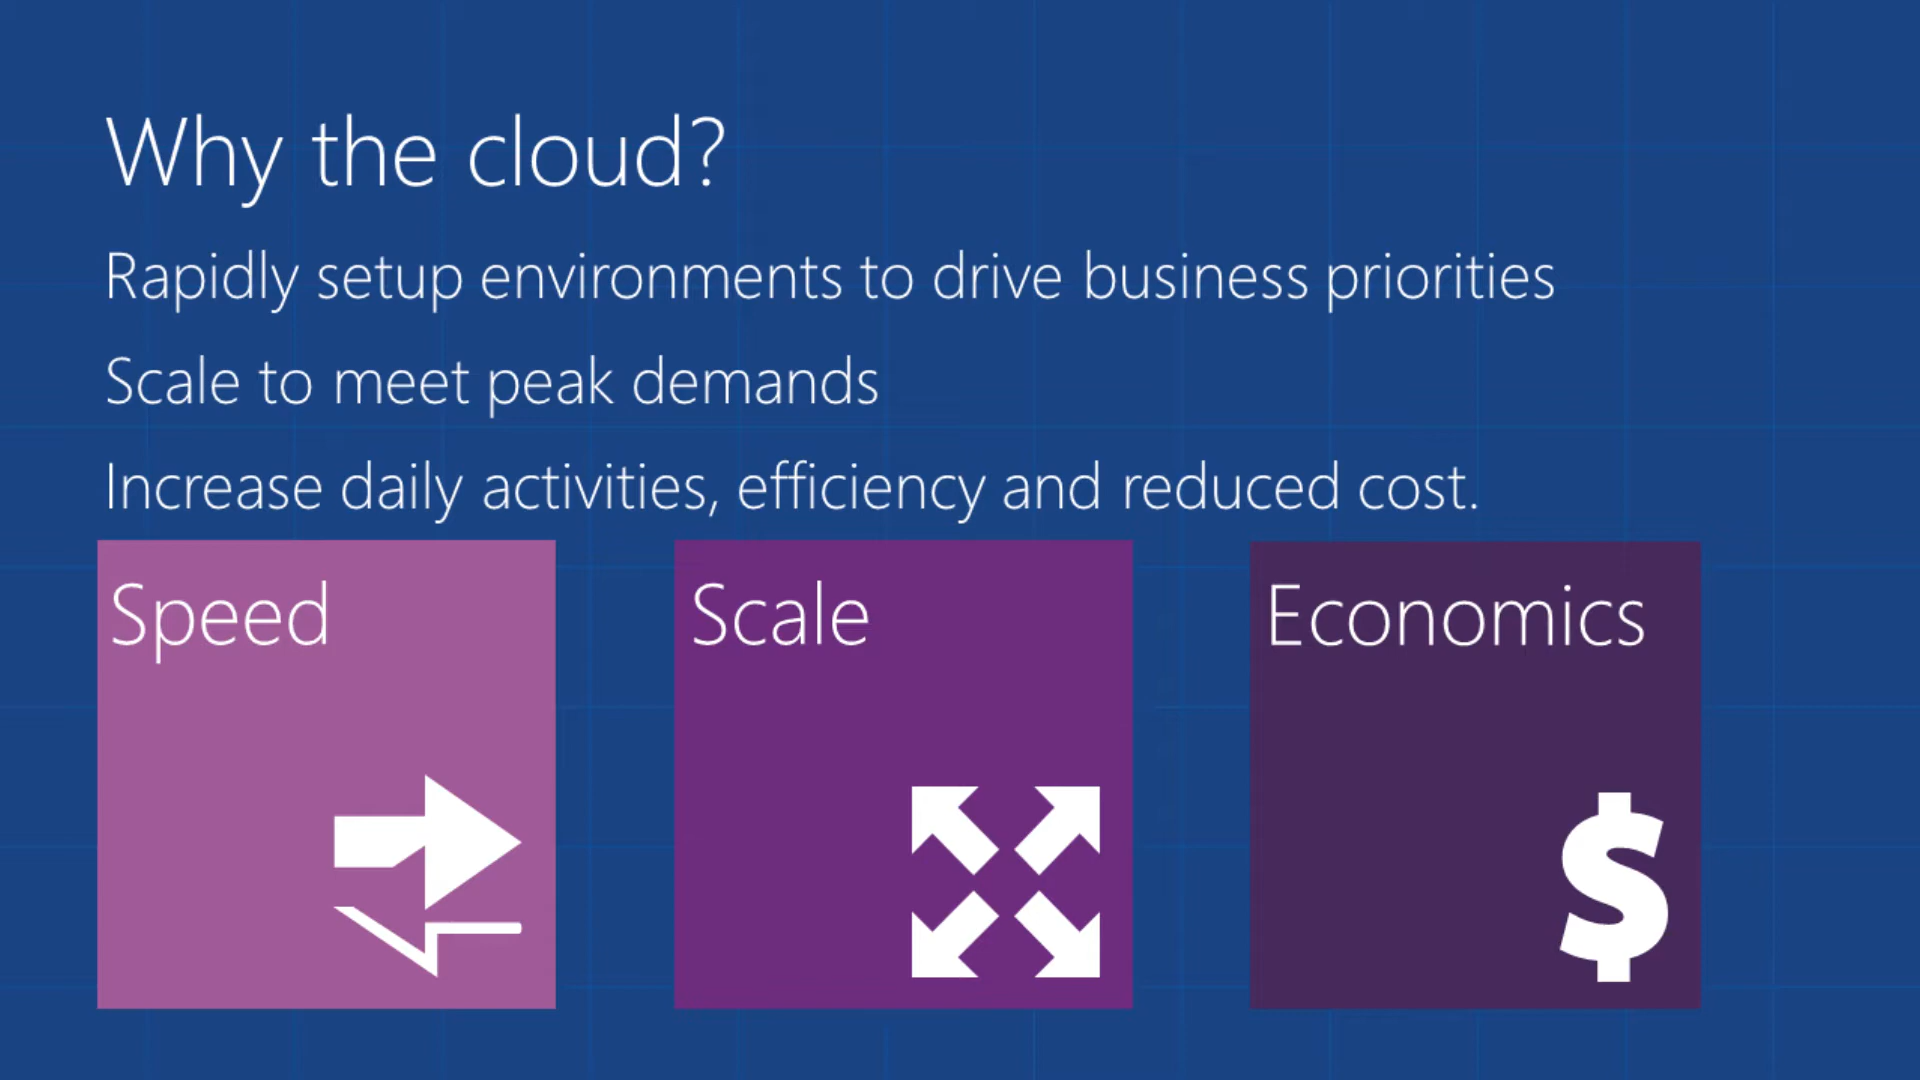 Why the cloud?
Rapidly setup environments to drive business priorities
Scale to meet peak demands
Increase daily activities, efficiency and reduced cost.
Speed
Scale
Economics
$